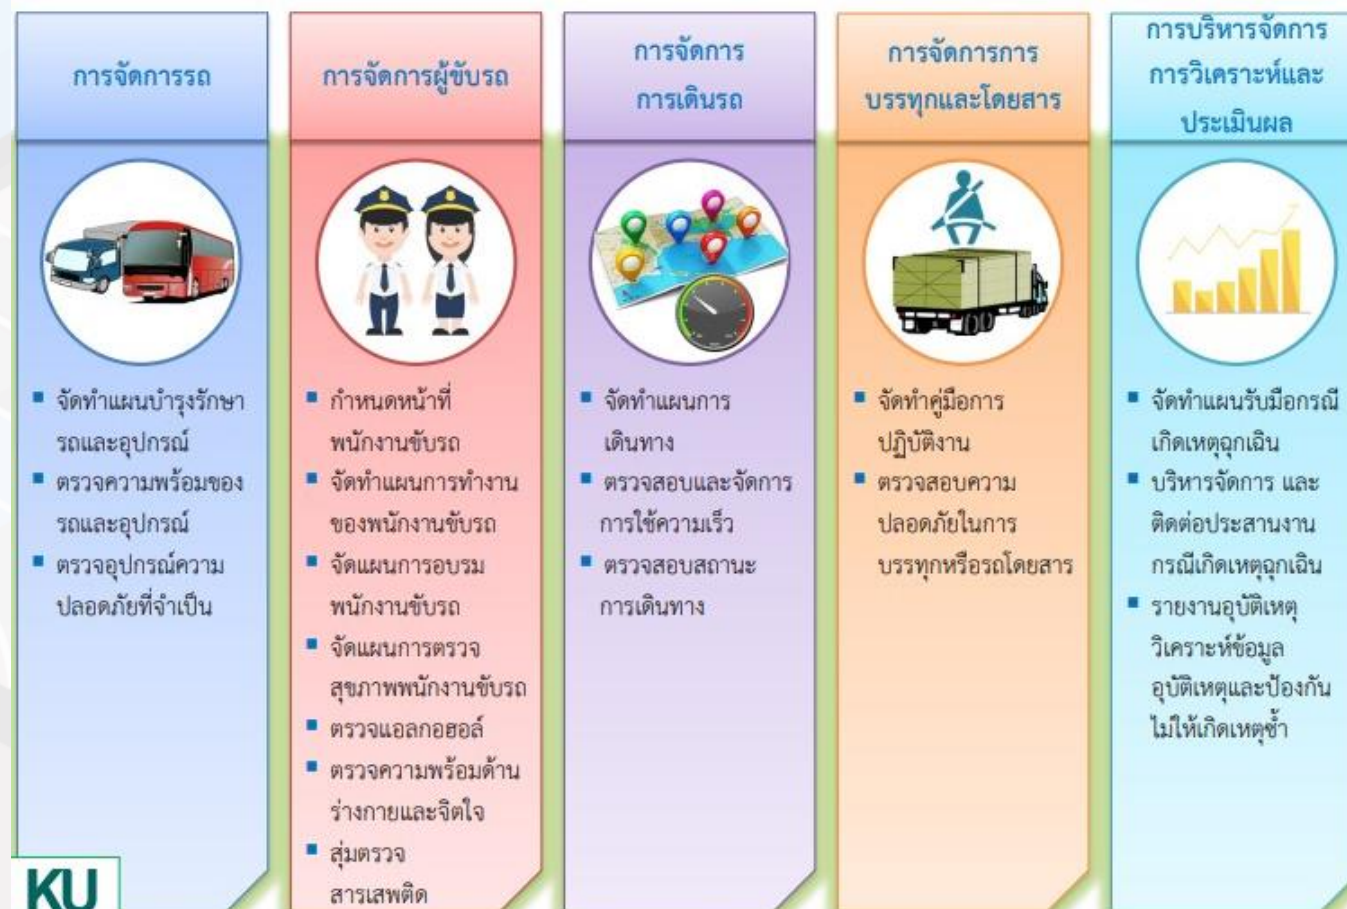 การจัดการรถ
▪ จัดทำแผนบำรุงรักษา
รถและอุปกรณ์
▪ ตรวจความพร้อมของ
รถและอุปกรณ์
▪ ตรวจอุปกรณ์ความ
ปลอดภัยที่จำเป็น
การจัดการผู้ขับรถ
▪ กำหนดหน้าที่
พนักงานขับรถ
▪ จัดทำแผนการทำงาน
ของพนักงานขับรถ
▪ จัดแผนการอบรม
พนักงานขับรถ
▪ จัดแผนการตรวจ
สุขภาพพนักงานขับรถ
▪ ตรวจแอลกอฮอล์
▪ ตรวจความพร้อมด้าน
ร่างกายและจิตใจ
▪ สุ่มตรวจ
สารเสพติด
การจัดการ
การเดินรถ
▪ จัดทำแผนการ
เดินทาง
▪ ตรวจสอบและจัดการ
การใช้ความเร็ว
▪ ตรวจสอบสถานะ
การเดินทาง
การจัดการการ
บรรทุกและโดยสาร
▪ จัดทำคู่มือการ
ปฏิบัติงาน
▪ ตรวจสอบความ
ปลอดภัยในการ
บรรทุกหรือรถโดยสาร
การบริหารจัดการ
การวิเคราะห์และ
ประเมินผล
▪ จัดทำแผนรับมือกรณี
เกิดเหตุฉุกเฉิน
▪ บริหารจัดการ และ
ติดต่อประสานงาน
กรณีเกิดเหตุฉุกเฉิน
▪ รายงานอุบัติเหตุ
วิเคราะห์ข้อมูล
อุบัติเหตุและป้องกัน
ไม่ให้เกิดเหตุซ้ำ
KU